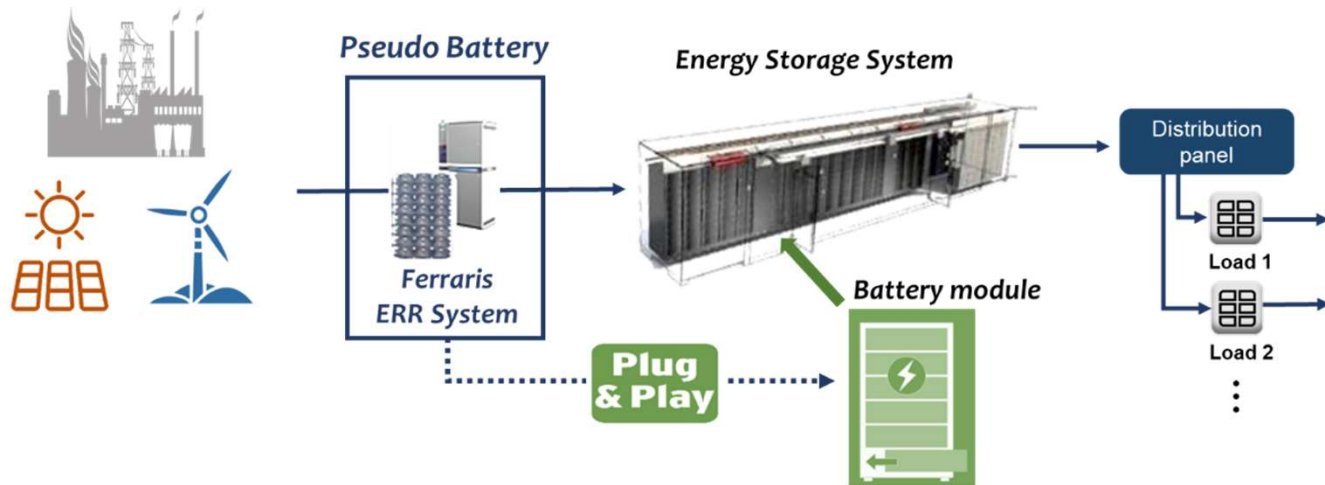 Pseudo Battery
Ferraris
ERR System
Energy Storage System
Plug
& Play
Battery module
Distribution
panel
Load 1
Load 2